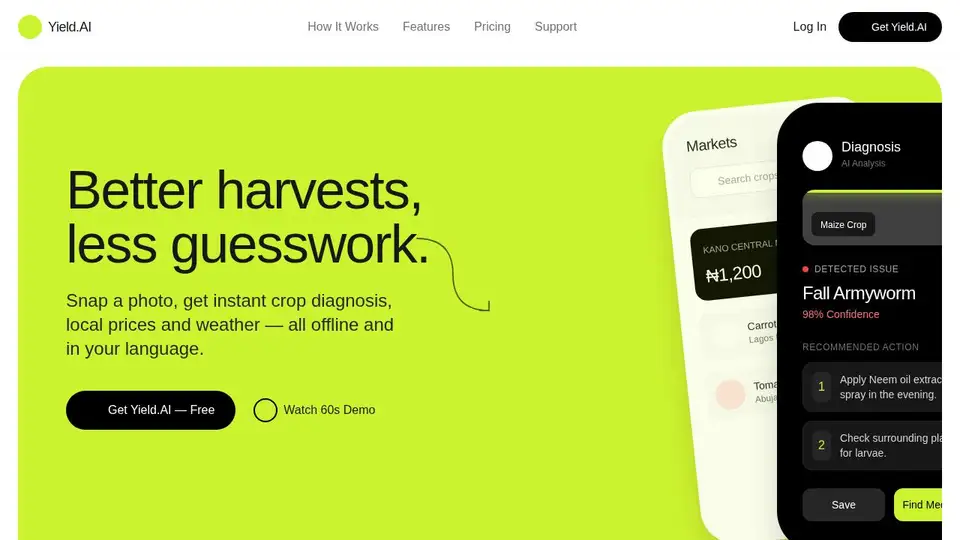 Yield.AI
How It Works
Features
Pricing
Support
Log In
Get Yield.AI
Better harvests,
less guesswork.
Snap a photo, get instant crop diagnosis,
local prices and weather — all offline and
in your language.
Get Yield.AI — Free
Watch 60s Demo
Markets
Search crops
KANO CENTRAL
₦1,200
Carrot
Lagos
Abuja
Diagnosis
AI Analysis
Maize Crop
DETECTED ISSUE
Fall Armyworm
98% Confidence
RECOMMENDED ACTION
1
Apply Neem oil
spray in the evening.
2
Check surrounding
for larvae.
Save
Find